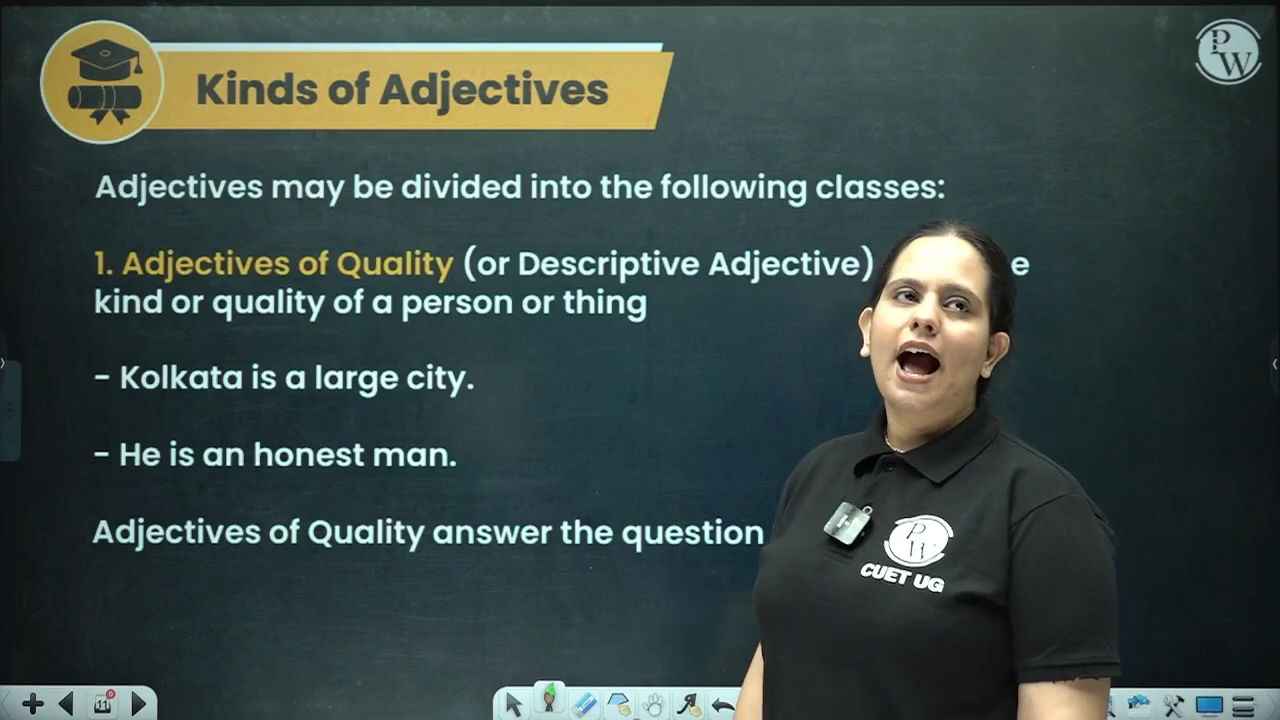 Kinds of Adjectives
PW
Adjectives may be divided into the following classes:
1. Adjectives of Quality (or Descriptive Adjective)
kind or quality of a person or thing
- Kolkata is a large city.
- He is an honest man.
Adjectives of Quality answer the question
PW
CUET UG
11